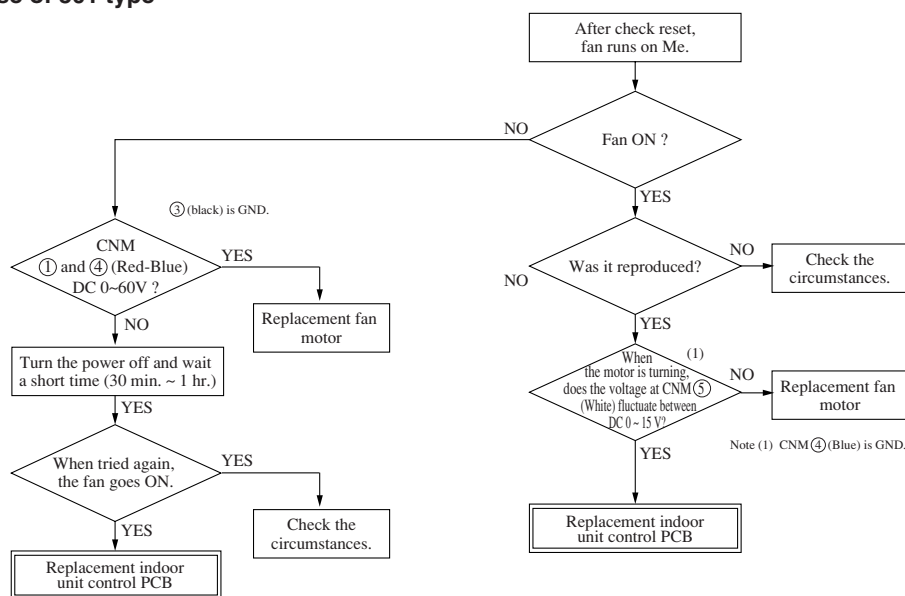 After check reset,
fan runs on Me.
NO
Fan ON ?
YES
③ (black) is GND.
CNM
① and ④ (Red-Blue)
DC 0~60V ?
YES
NO
Was it reproduced?
NO
Check the
circumstances.
Replacement fan
motor
NO
YES
Turn the power off and wait
a short time (30 min. ~ 1 hr.)
When
(1)
the motor is turning,
does the voltage at CNM ⑤
(White) fluctuate between
DC 0 ~ 15 V?
NO
Replacement fan
motor
YES
Note (1) CNM ④ (Blue) is GND.
When tried again,
the fan goes ON.
YES
YES
Check the
circumstances.
YES
Replacement indoor
unit control PCB
Replacement indoor
unit control PCB